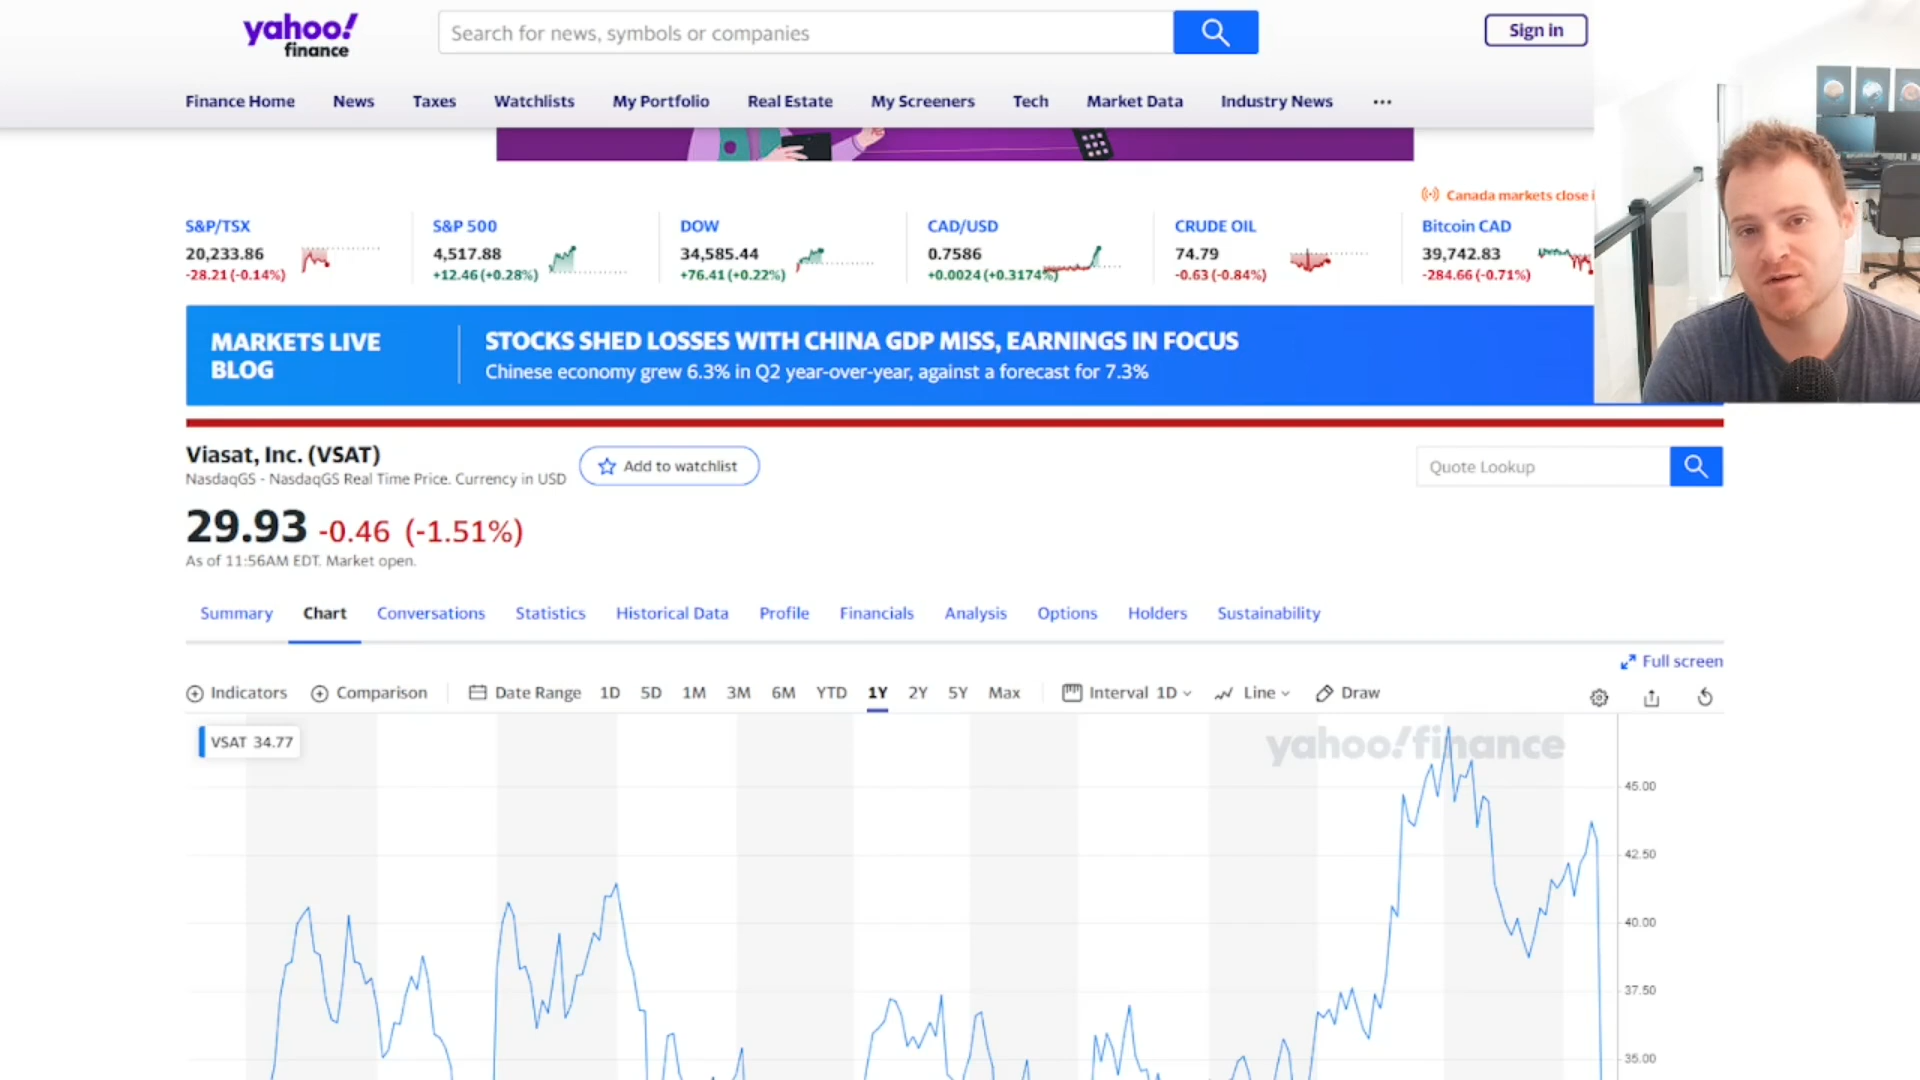 yahoo!
finance
Search for news, symbols or companies
Sign in
Finance Home
News
Taxes
Watchlists
My Portfolio
Real Estate
My Screeners
Tech
Market Data
Industry News
Canada markets close i
S&P/TSX
20,233.86
-28.21 (-0.14%)
S&P 500
4,517.88
+12.46 (+0.28%)
DOW
34,585.44
+76.41 (+0.22%)
CAD/USD
0.7586
+0.0024 (+0.3174%)
CRUDE OIL
74.79
-0.63 (-0.84%)
Bitcoin CAD
39,742.83
-284.66 (-0.71%)
MARKETS LIVE
BLOG
STOCKS SHED LOSSES WITH CHINA GDP MISS, EARNINGS IN FOCUS
Chinese economy grew 6.3% in Q2 year-over-year, against a forecast for 7.3%
Viasat, Inc. (VSAT)
NasdaqGS - NasdaqGS Real Time Price. Currency in USD
Add to watchlist
Quote Lookup
29.93 -0.46 (-1.51%)
As of 11:56AM EDT. Market open.
Summary
Chart
Conversations
Statistics
Historical Data
Profile
Financials
Analysis
Options
Holders
Sustainability
Full screen
Indicators
Comparison
Date Range
1D
5D
1M
3M
6M
YTD
1Y
2Y
5Y
Max
Interval 1D
Line
Draw
VSAT 34.77
yahoo!finance
45.00
42.50
40.00
37.50
35.00